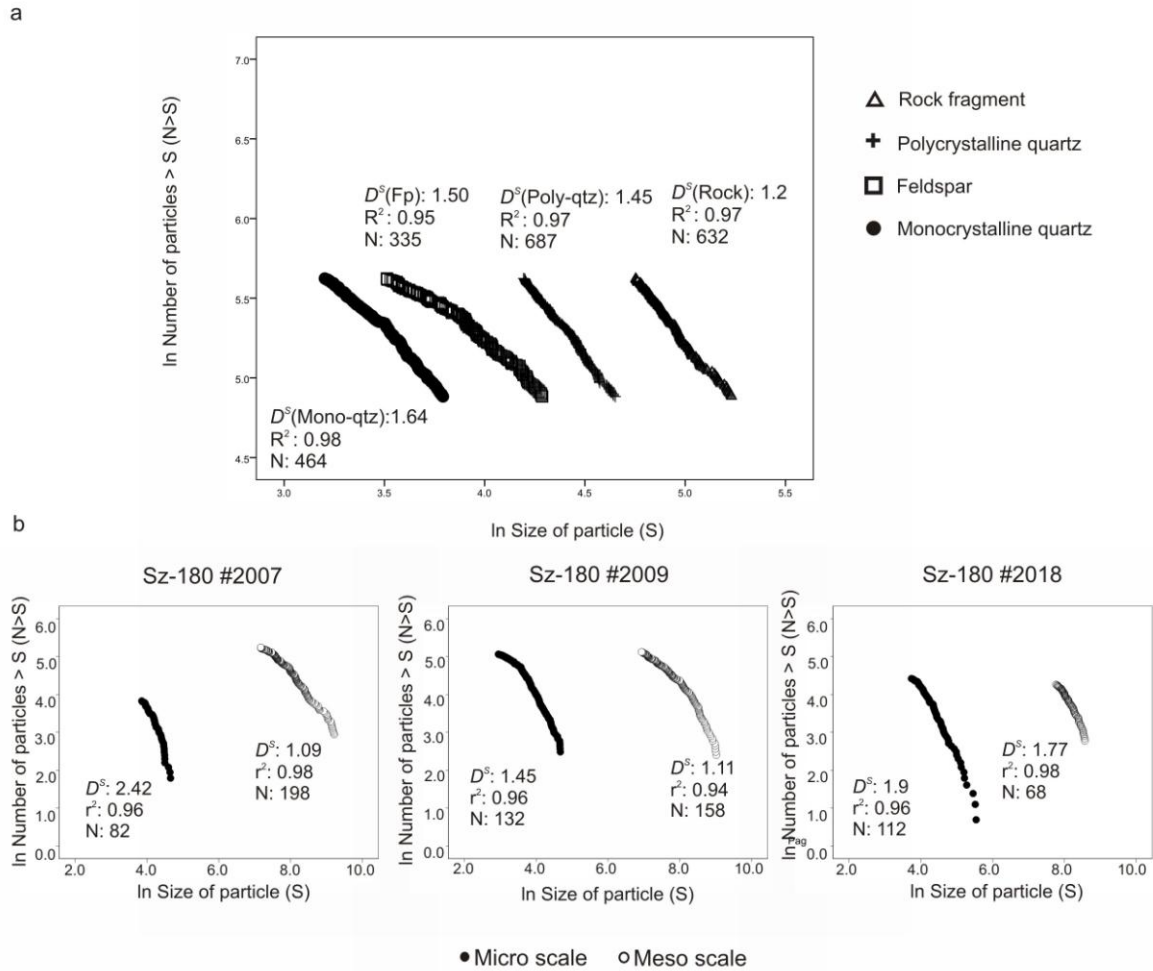 a
ln Number of particles > S (N>S)
7.0
6.5
6.0
5.5
5.0
4.5
3.0 3.5 4.0 4.5 5.0 5.5
ln Size of particle (S)
D^S(Fp): 1.50
R²: 0.95
N: 335
D^S(Poly-qtz): 1.45
R²: 0.97
N: 687
D^S(Rock): 1.2
R²: 0.97
N: 632
D^S(Mono-qtz):1.64
R²: 0.98
N: 464
Rock fragment
Polycrystalline quartz
Feldspar
Monocrystalline quartz
b
Sz-180 #2007
ln Number of particles > S (N>S)
6.0
5.0
4.0
3.0
2.0
1.0
0.0
D^S: 2.42
r²: 0.96
N: 82
D^S: 1.09
r²: 0.98
N: 198
2.0 4.0 6.0 8.0 10.0
ln Size of particle (S)
Sz-180 #2009
ln Number of particles > S (N>S)
6.0
5.0
4.0
3.0
2.0
1.0
0.0
D^S: 1.45
r²: 0.96
N: 132
D^S: 1.11
r²: 0.94
N: 158
2.0 4.0 6.0 8.0 10.0
ln Size of particle (S)
Sz-180 #2018
ln Number of particles > S (N>S)
6.0
5.0
4.0
3.0
2.0
1.0
0.0
Pag
D^S: 1.9
r²: 0.96
N: 112
D^S: 1.77
r²: 0.98
N: 68
2.0 4.0 6.0 8.0 10.0
ln Size of particle (S)
Micro scale Meso scale